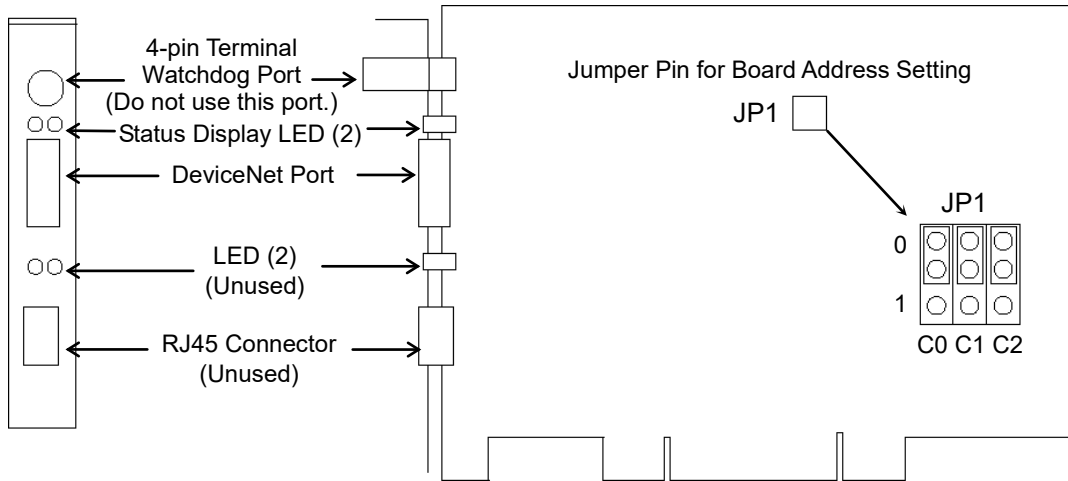 4-pin Terminal
Watchdog Port
(Do not use this port.)
Status Display LED (2)
DeviceNet Port
LED (2)
(Unused)
RJ45 Connector
(Unused)
Jumper Pin for Board Address Setting
JP1
JP1
0
1
C0 C1 C2